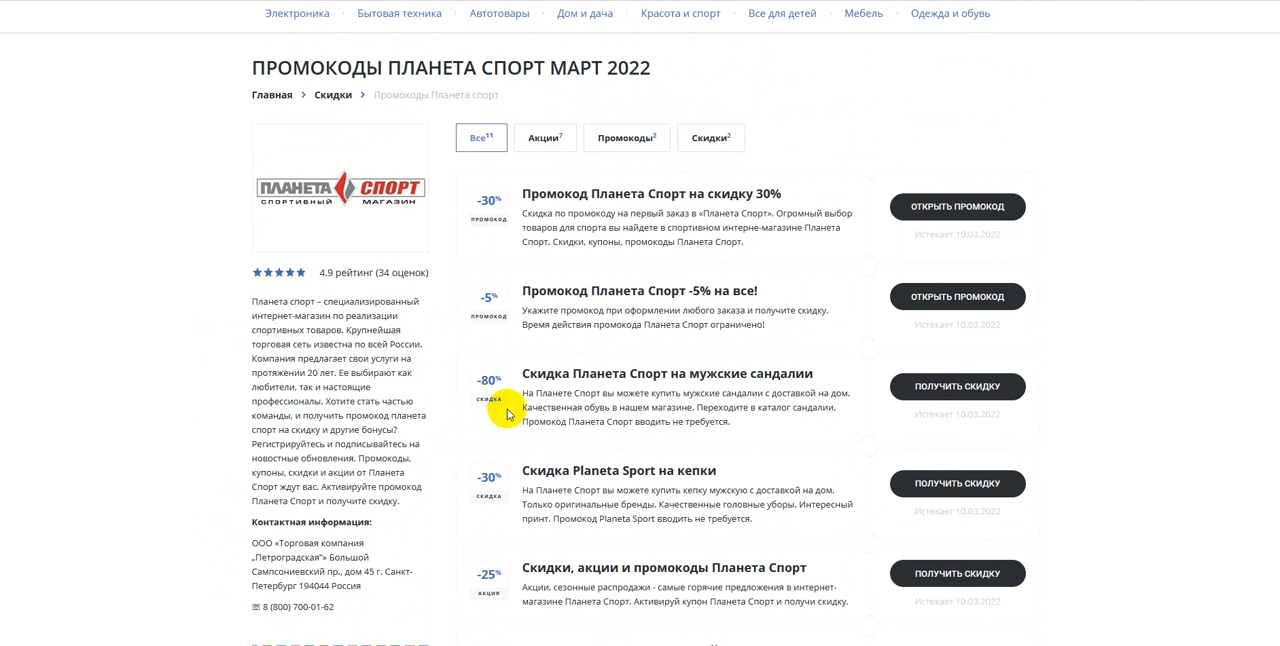 Электроника
Бытовая техника
Автотовары
Дом и дача
Красота и спорт
Все для детей
Мебель
Одежда и обувь
ПРОМОКОДЫ ПЛАНЕТА СПОРТ МАРТ 2022
Главная > Скидки > Промокоды Планета спорт
ПЛАНЕТА СПОРТ
СПОРТИВНЫЙ МАГАЗИН
4.9 рейтинг (34 оценок)
Планета спорт – специализированный
интернет-магазин по реализации
спортивных товаров. Крупнейшая
торговая сеть известна по всей России.
Компания предлагает свои услуги на
протяжении 20 лет. Ее выбирают как
любители, так и настоящие
профессионалы. Хотите стать частью
команды, и получить промокод планета
спорт на скидку и другие бонусы?
Регистрируйтесь и подписывайтесь на
новостные обновления. Промокоды,
купоны, скидки и акции от Планета
Спорт ждут вас. Активируйте промокод
Планета Спорт и получите скидку.
Контактная информация:
ООО «Торговая компания
„Петроградская"» Большой
Сампсониевский пр., дом 45 г. Санкт-
Петербург 194044 Россия
☏ 8 (800) 700-01-62
Все 11
Акции 7
Промокоды 2
Скидки 2
-30%
ПРОМОКОД
Промокод Планета Спорт на скидку 30%
Скидка по промокоду на первый заказ в «Планета Спорт». Огромный выбор
товаров для спорта вы найдете в спортивном интерне-магазине Планета
Спорт. Скидки, купоны, промокоды Планета Спорт.
ОТКРЫТЬ ПРОМОКОД
Истекает 10.03.2022
-5%
ПРОМОКОД
Промокод Планета Спорт -5% на все!
Укажите промокод при оформлении любого заказа и получите скидку.
Время действия промокода Планета Спорт ограничено!
ОТКРЫТЬ ПРОМОКОД
Истекает 10.03.2022
-80%
СКИДКА
Скидка Планета Спорт на мужские сандалии
На Планете Спорт вы можете купить мужские сандалии с доставкой на дом.
Качественная обувь в нашем магазине. Переходите в каталог сандалии.
Промокод Планета Спорт вводить не требуется.
ПОЛУЧИТЬ СКИДКУ
Истекает 10.03.2022
-30%
СКИДКА
Скидка Planeta Sport на кепки
На Планете Спорт вы можете купить кепку мужскую с доставкой на дом.
Только оригинальные бренды. Качественные головные уборы. Интересный
принт. Промокод Planeta Sport вводить не требуется.
ПОЛУЧИТЬ СКИДКУ
Истекает 10.03.2022
-25%
АКЦИЯ
Скидки, акции и промокоды Планета Спорт
Акции, сезонные распродажи - самые горячие предложения в интернет-
магазине Планета Спорт. Активируй купон Планета Спорт и получи скидку.
ПОЛУЧИТЬ СКИДКУ
Истекает 10.03.2022